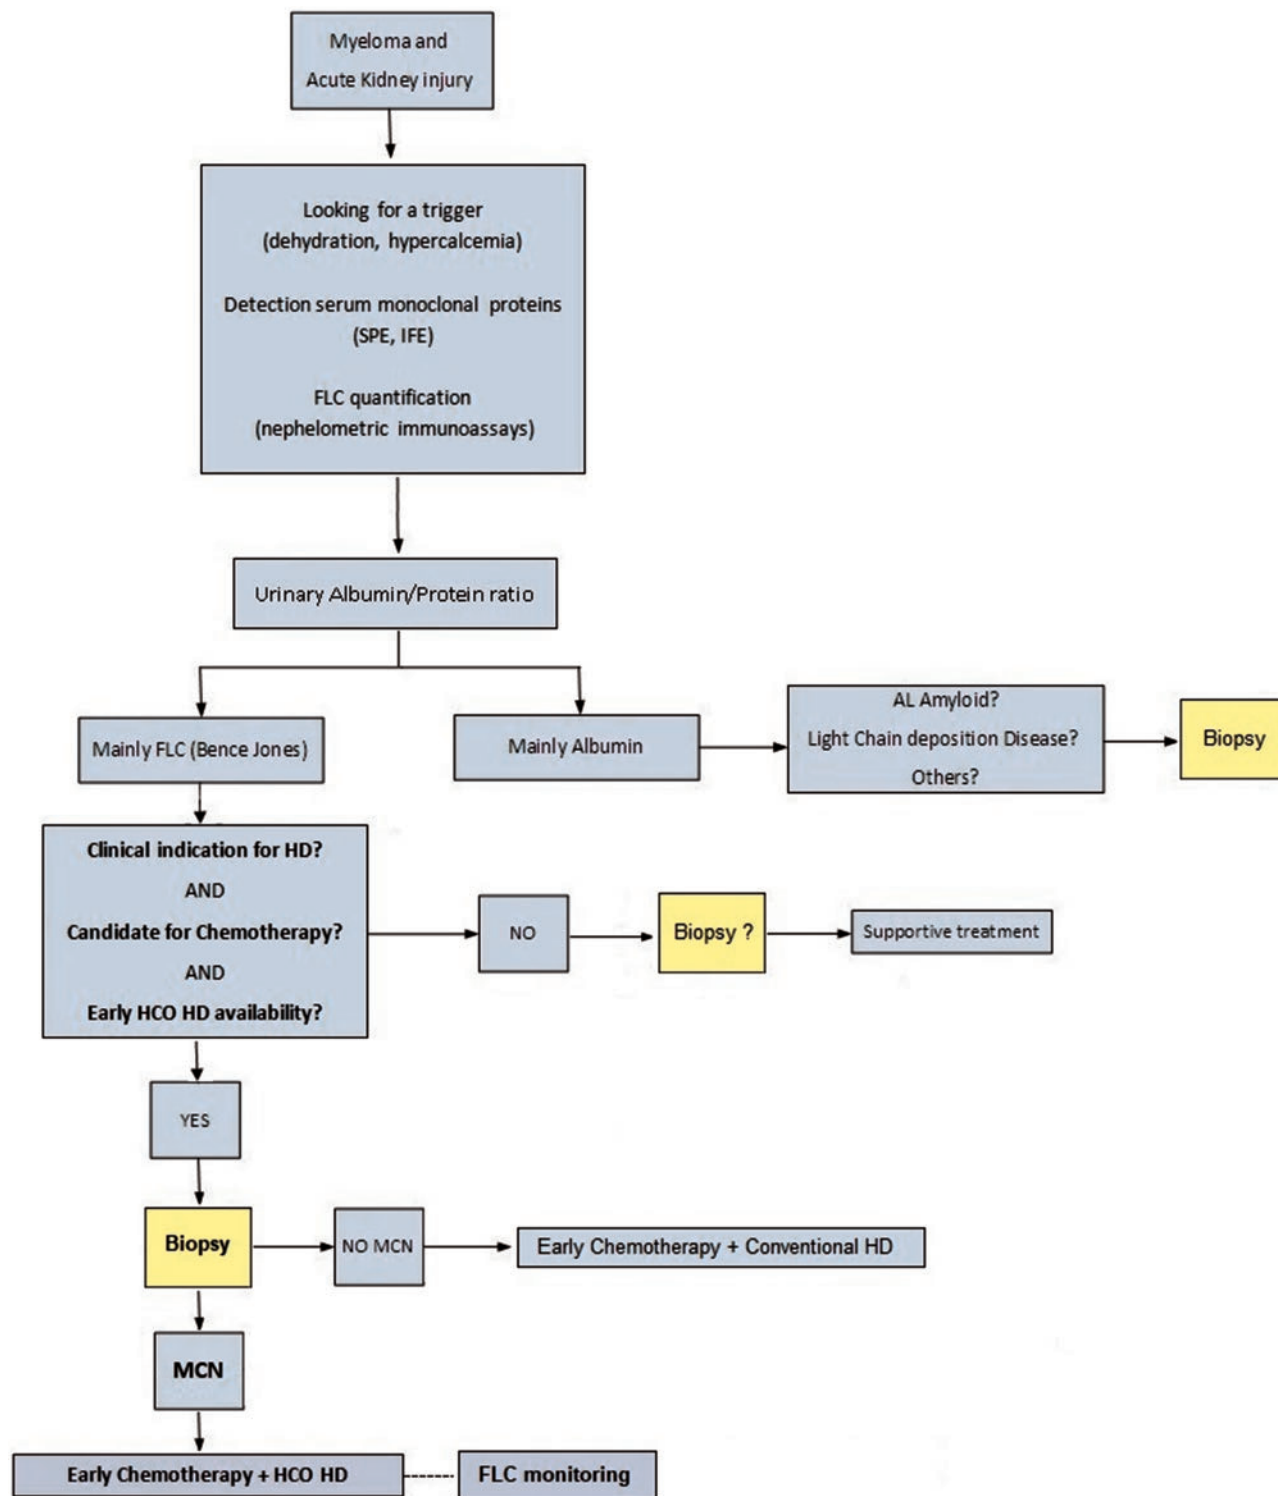 Myeloma and
Acute Kidney injury
Looking for a trigger
(dehydration, hypercalcemia)
Detection serum monoclonal proteins
(SPE, IFE)
FLC quantification
(nephelometric immunoassays)
Urinary Albumin/Protein ratio
Mainly FLC (Bence Jones)
Mainly Albumin
AL Amyloid?
Light Chain deposition Disease?
Others?
Biopsy
Clinical indication for HD?
AND
Candidate for Chemotherapy?
AND
Early HCO HD availability?
NO
Biopsy ?
Supportive treatment
YES
Biopsy
NO MCN
Early Chemotherapy + Conventional HD
MCN
Early Chemotherapy + HCO HD
FLC monitoring